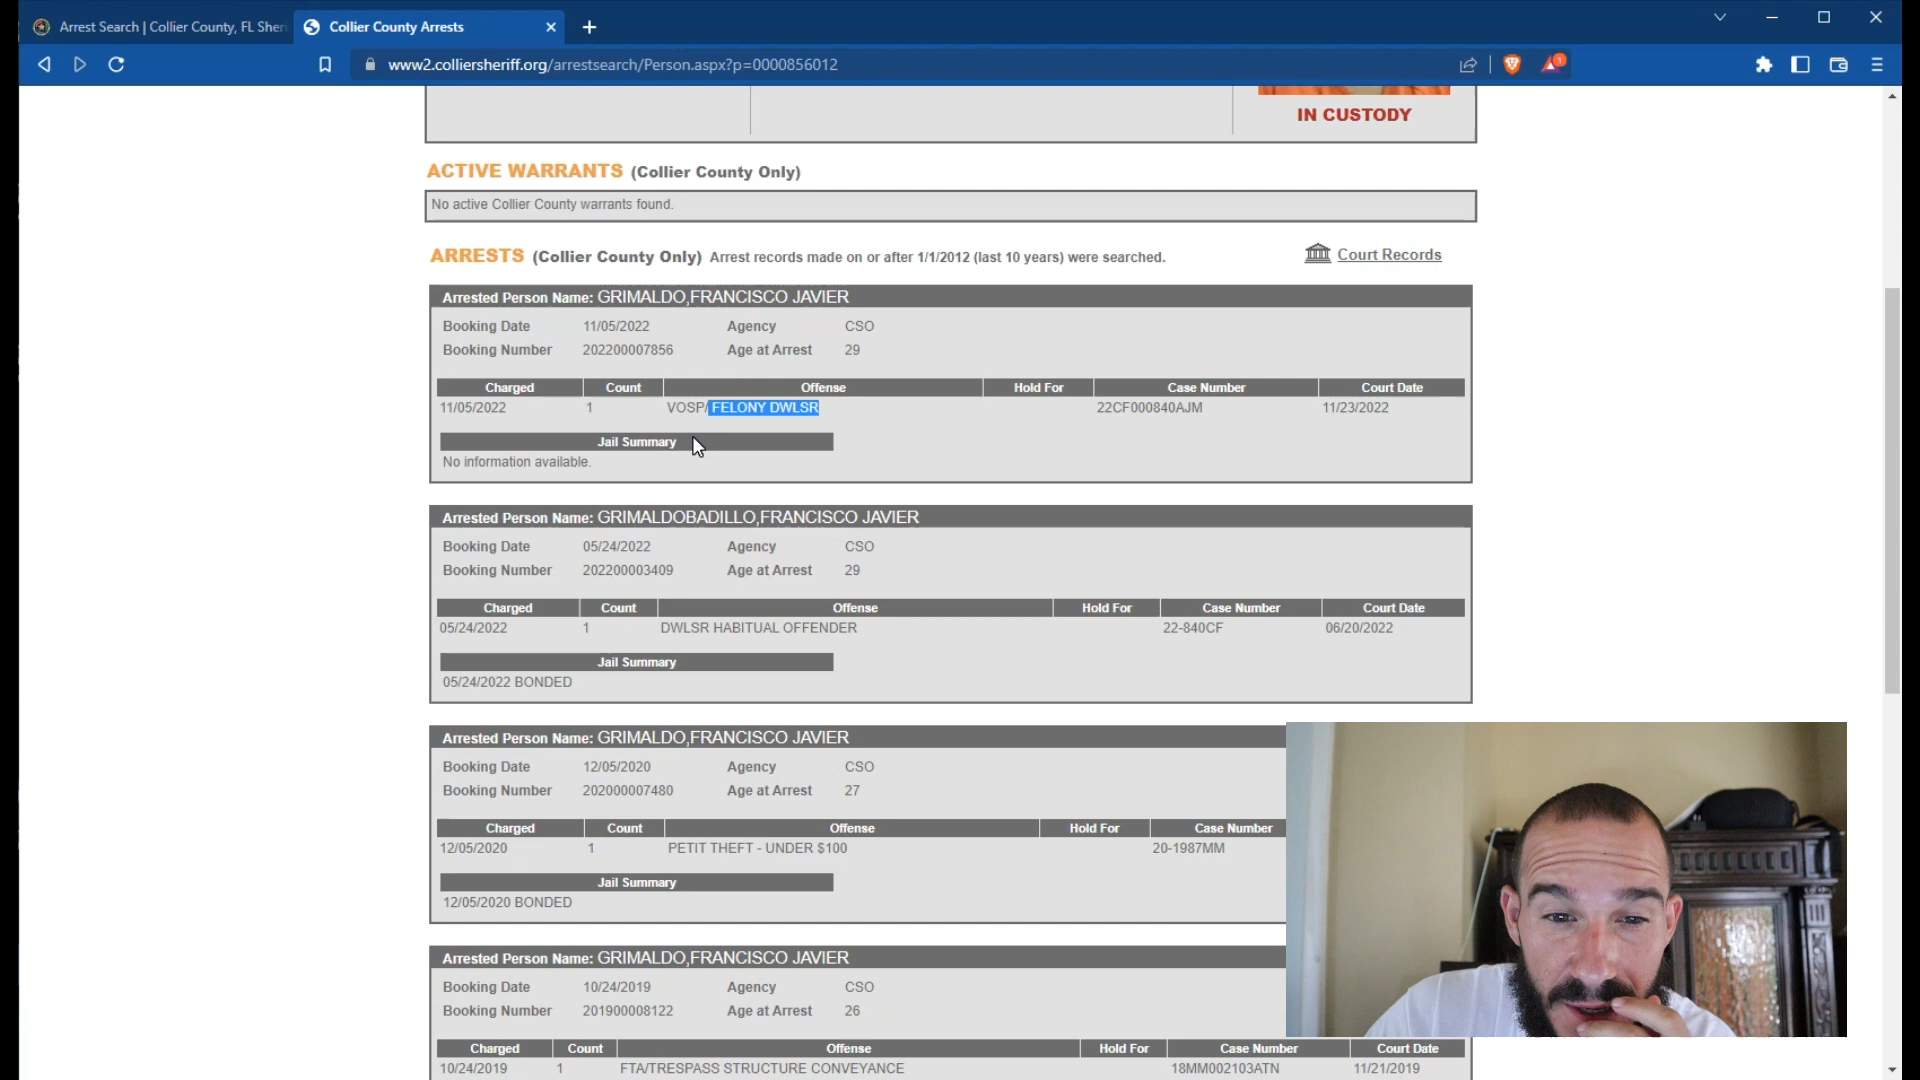 Arrest Search | Collier County, FL Sher
Collier County Arrests
www2.colliersheriff.org/arrestsearch/Person.aspx?p=0000856012
1
IN CUSTODY
ACTIVE WARRANTS (Collier County Only)
No active Collier County warrants found.
ARRESTS (Collier County Only) Arrest records made on or after 1/1/2012 (last 10 years) were searched.
Court Records
Arrested Person Name: GRIMALDO,FRANCISCO JAVIER
Booking Date 11/05/2022 Agency CSO
Booking Number 202200007856 Age at Arrest 29
Charged Count Offense Hold For Case Number Court Date
11/05/2022 1 VOSP/ FELONY DWLSR 22CF000840AJM 11/23/2022
Jail Summary
No information available.
Arrested Person Name: GRIMALDOBADILLO,FRANCISCO JAVIER
Booking Date 05/24/2022 Agency CSO
Booking Number 202200003409 Age at Arrest 29
Charged Count Offense Hold For Case Number Court Date
05/24/2022 1 DWLSR HABITUAL OFFENDER 22-840CF 06/20/2022
Jail Summary
05/24/2022 BONDED
Arrested Person Name: GRIMALDO,FRANCISCO JAVIER
Booking Date 12/05/2020 Agency CSO
Booking Number 202000007480 Age at Arrest 27
Charged Count Offense Hold For Case Number
12/05/2020 1 PETIT THEFT - UNDER $100 20-1987MM
Jail Summary
12/05/2020 BONDED
Arrested Person Name: GRIMALDO,FRANCISCO JAVIER
Booking Date 10/24/2019 Agency CSO
Booking Number 201900008122 Age at Arrest 26
Charged Count Offense Hold For Case Number Court Date
10/24/2019 1 FTA/TRESPASS STRUCTURE CONVEYANCE 18MM002103ATN 11/21/2019